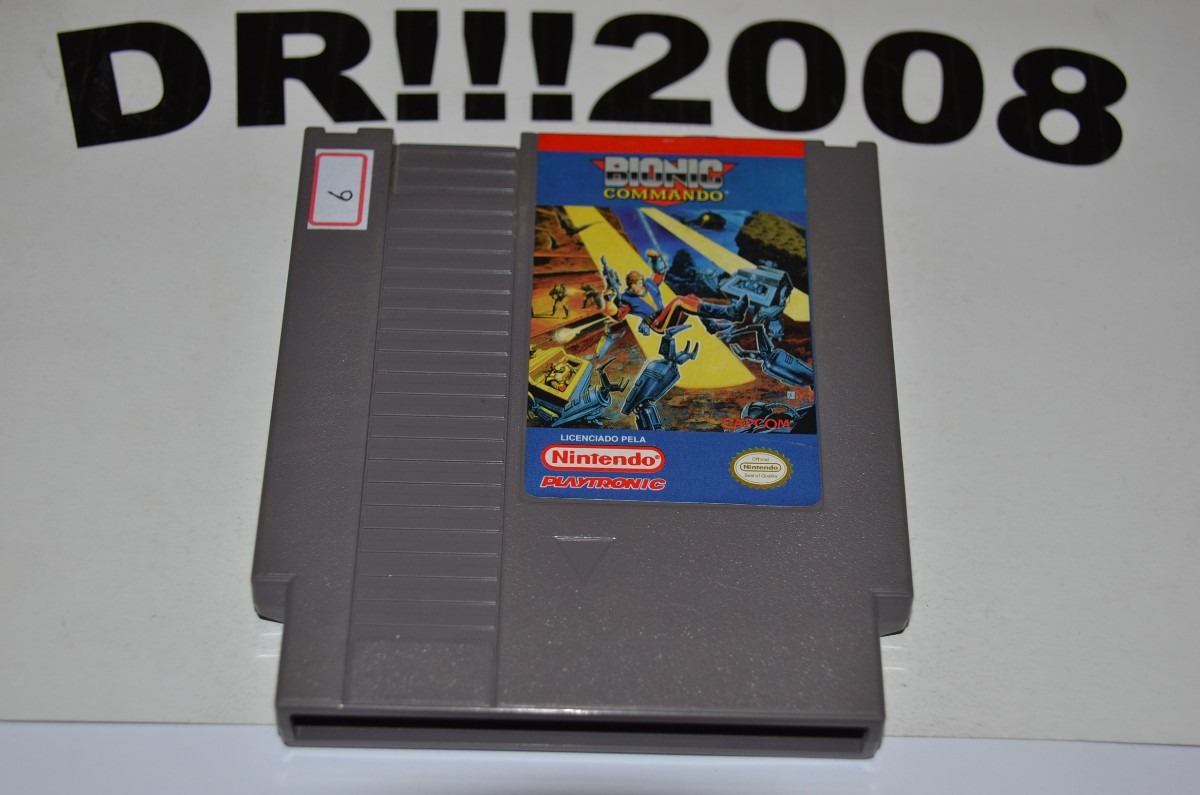 DR!!!2008
6
BIONIC
COMMANDO
CAPCOM
LICENCIADO PELA
Nintendo®
PLAYTRONIC
Official
Nintendo
Seal of Quality